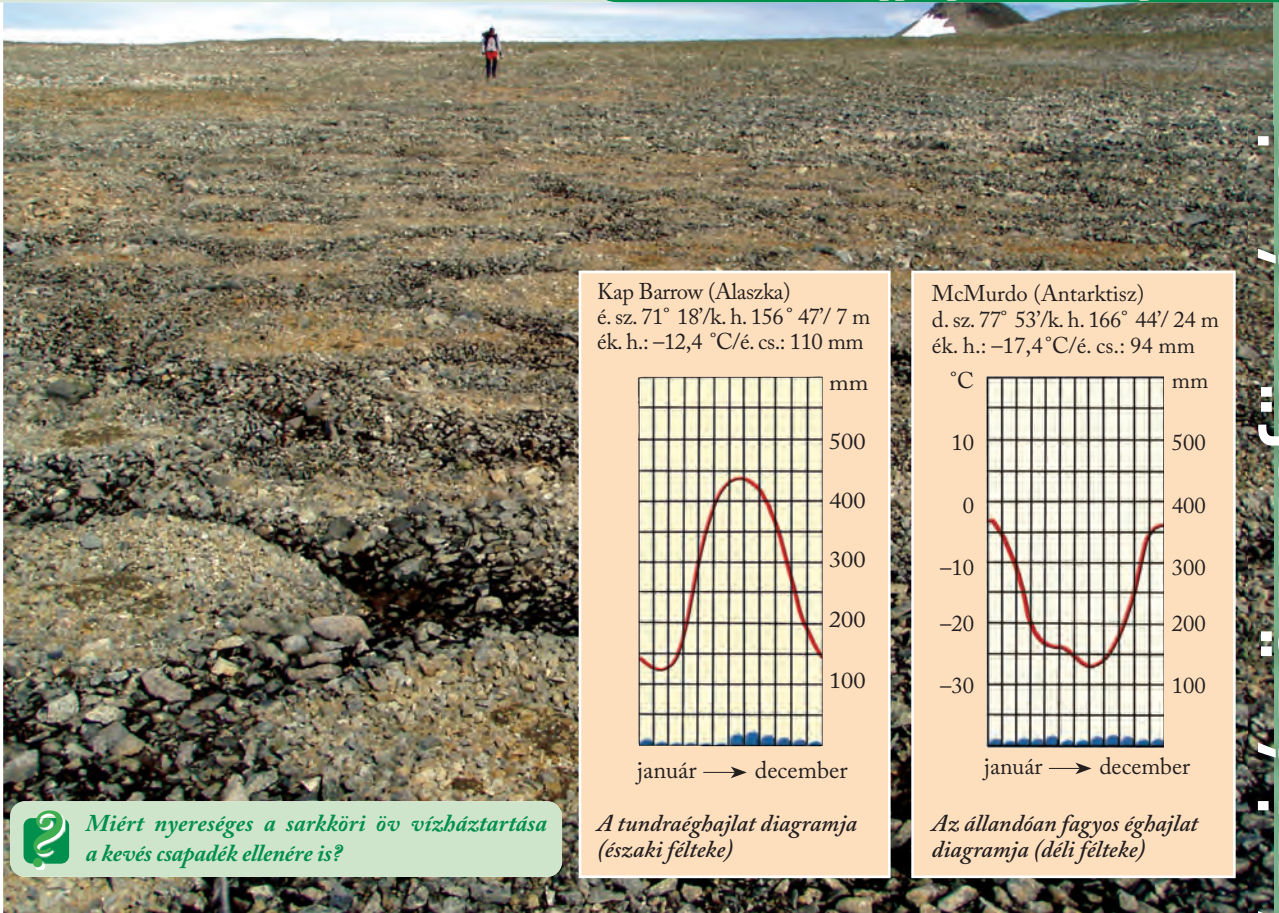 Kap Barrow (Alaszka)
é. sz. 71° 18’/k. h. 156° 47’/ 7 m
ék. h.: –12,4 °C/é. cs.: 110 mm
mm
500
400
300
200
100
január → december
A tundraéghajlat diagramja
(északi félteke)
McMurdo (Antarktisz)
d. sz. 77° 53’/k. h. 166° 44’/ 24 m
ék. h.: –17,4°C/é. cs.: 94 mm
°C mm
10 500
0 400
–10 300
–20 200
–30 100
január → december
Az állandóan fagyos éghajlat
diagramja (déli félteke)
Miért nyereséges a sarkköri öv vízháztartása
a kevés csapadék ellenére is?